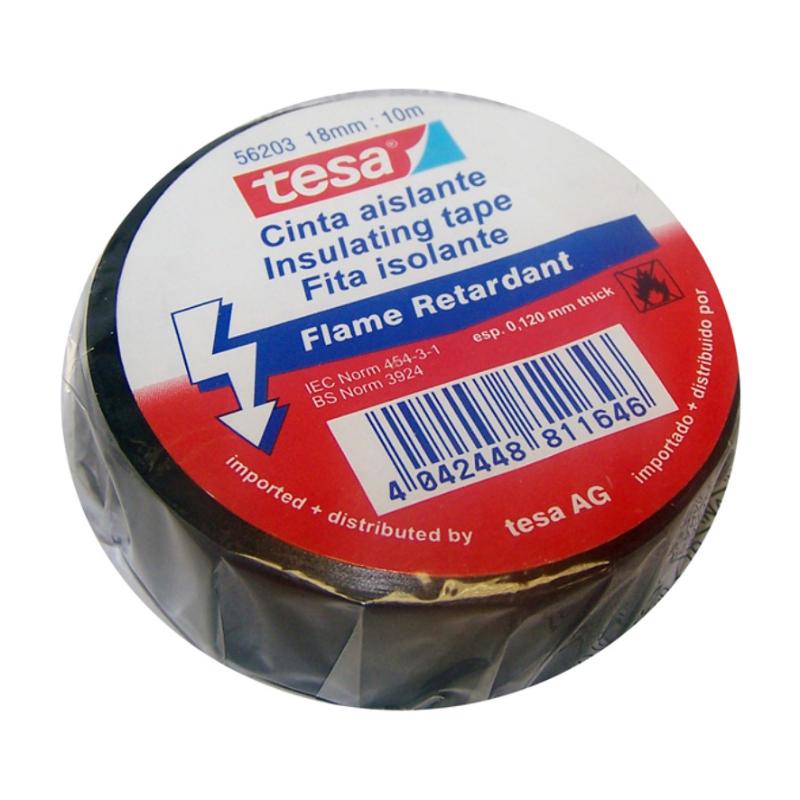 56203 18mm : 10m
tesa®
Cinta aislante
Insulating tape
Fita isolante
Flame Retardant
esp. 0,120 mm thick
IEC Norm 454-3-1
BS Norm 3924
4 042448 811646
imported + distributed by
tesa AG
importado + distribuido por